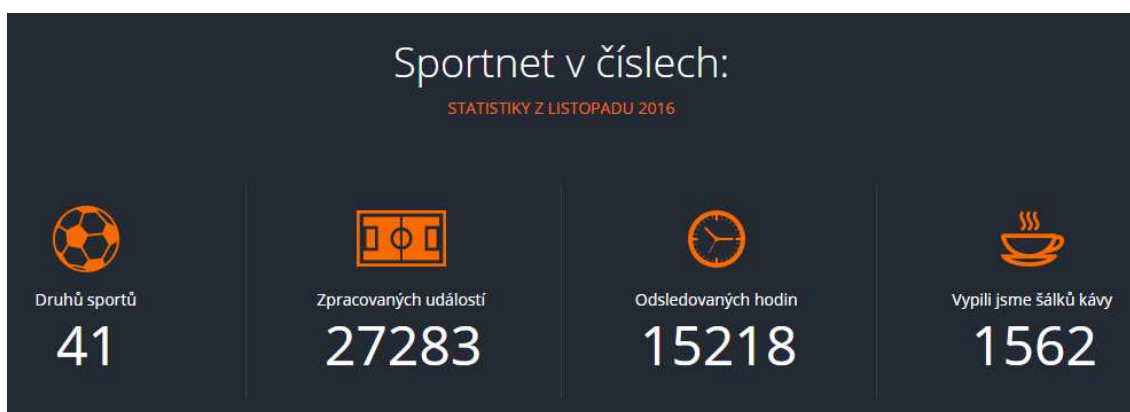 Sportnet v číslech:
STATISTIKY Z LISTOPADU 2016
Druhů sportů
41
Zpracovaných událostí
27283
Odsledovaných hodin
15218
Vypili jsme šálků kávy
1562